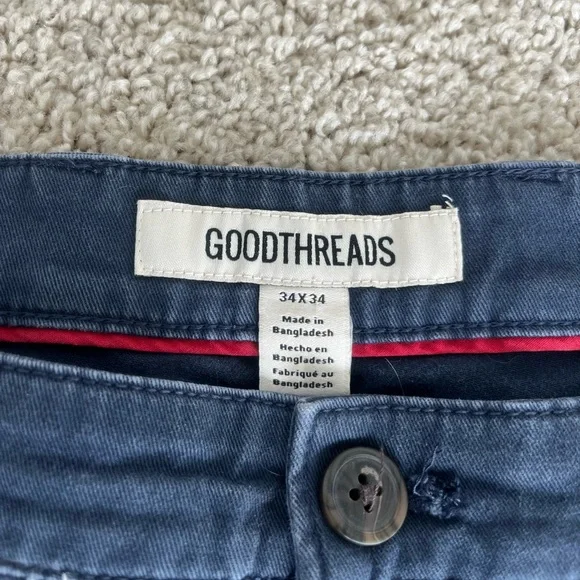 GOODTHREADS
34X34
Made in
Bangladesh
Hecho en
Bangladesh
Fabriqué au
Bangladesh